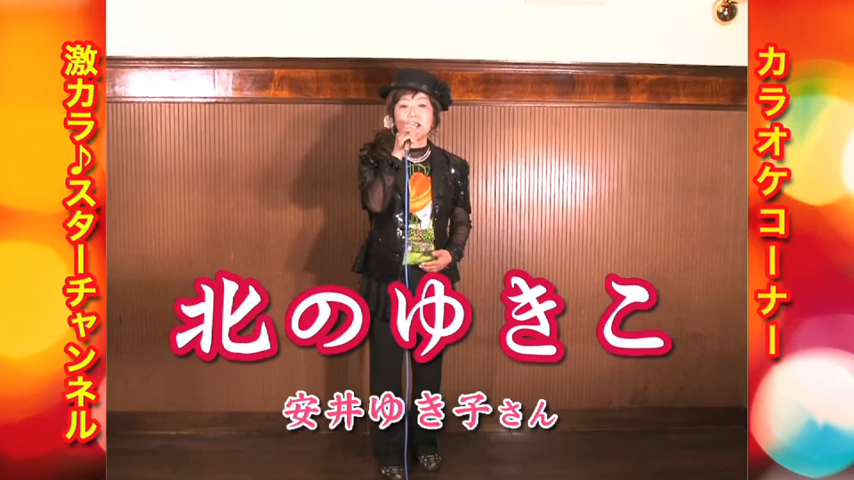 激カラ♪スターチャンネル
カラオケコーナー
北のゆきこ
安井ゆき子さん